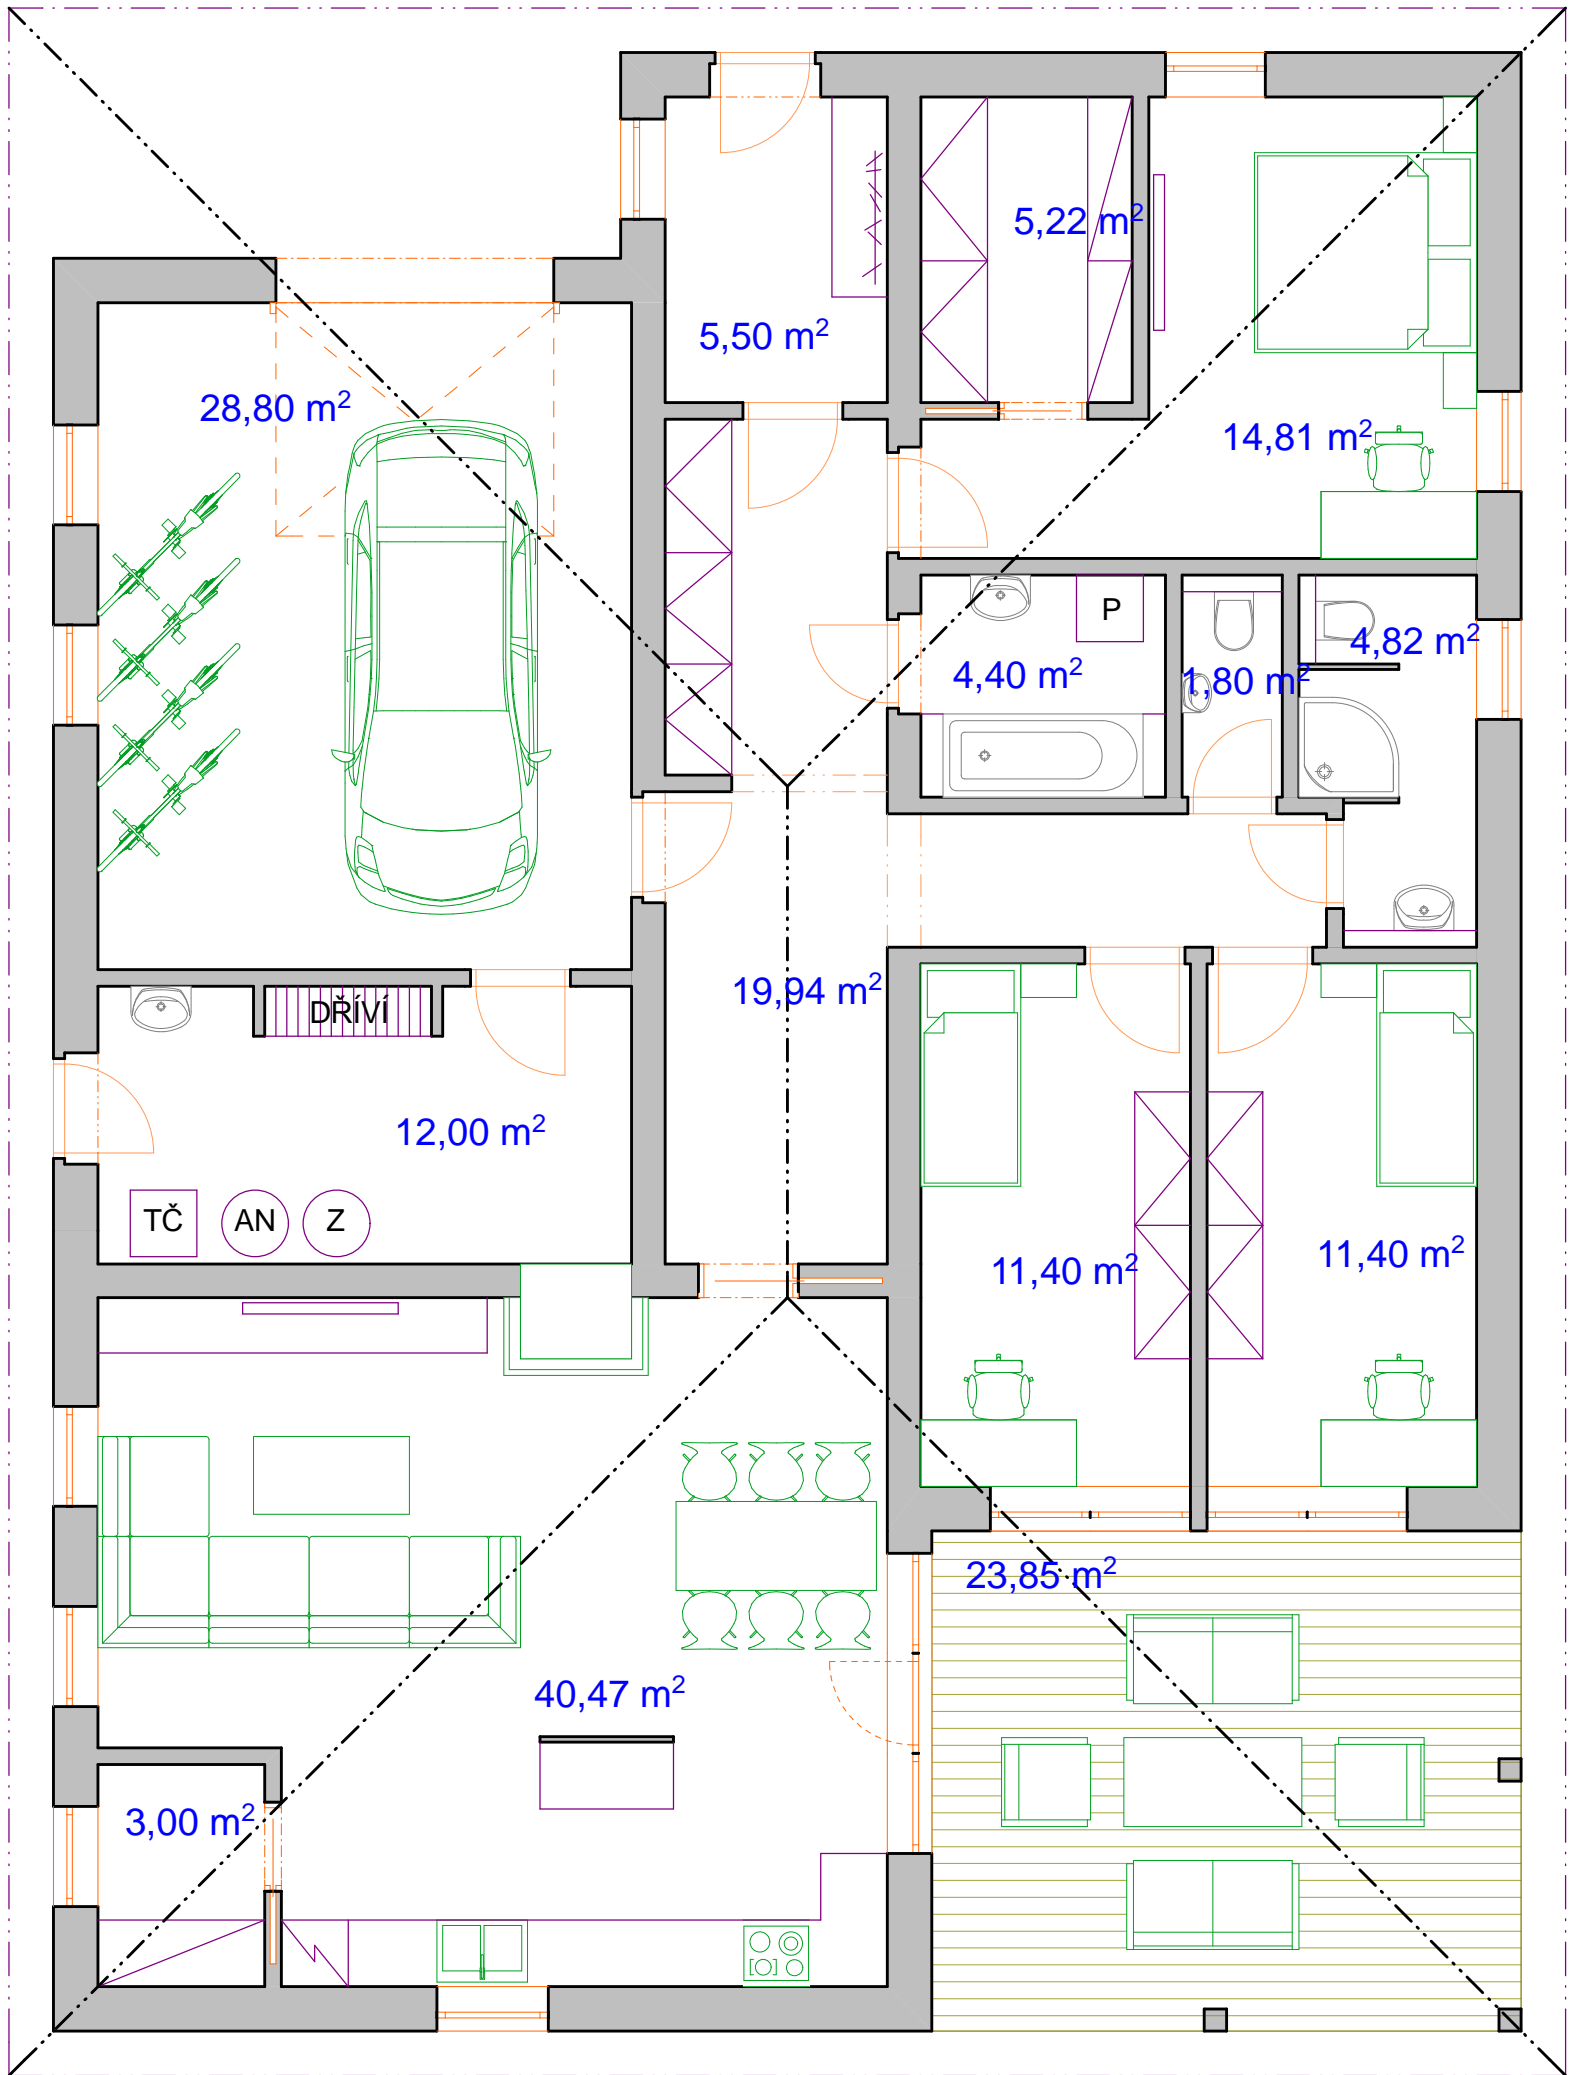 5,22 m²
5,50 m²
28,80 m²
14,81 m²
P
4,82 m²
4,40 m²
1,80 m²
19,94 m²
DŘÍVÍ
12,00 m²
TČ
AN
Z
11,40 m²
11,40 m²
23,85 m²
40,47 m²
3,00 m²